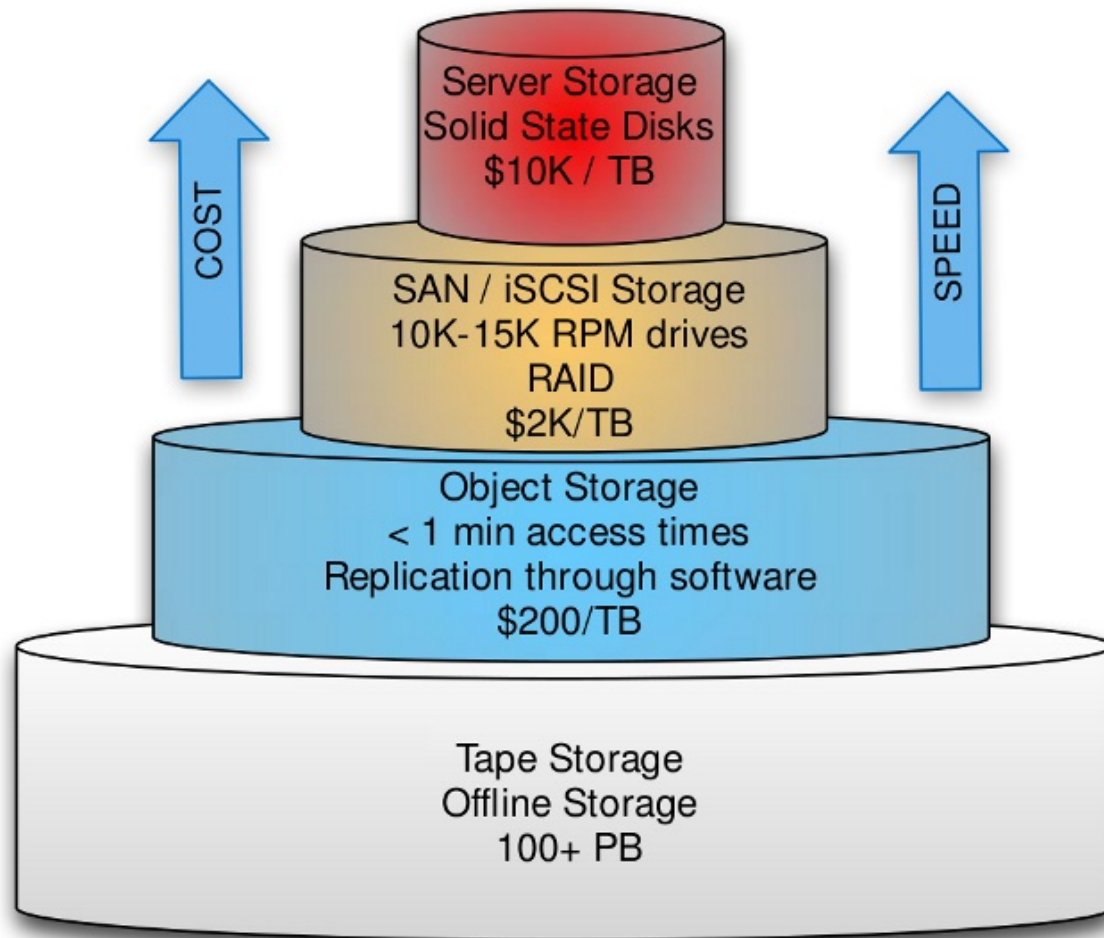 Server Storage
Solid State Disks
$10K / TB
COST
SPEED
SAN / iSCSI Storage
10K-15K RPM drives
RAID
$2K/TB
Object Storage
< 1 min access times
Replication through software
$200/TB
Tape Storage
Offline Storage
100+ PB